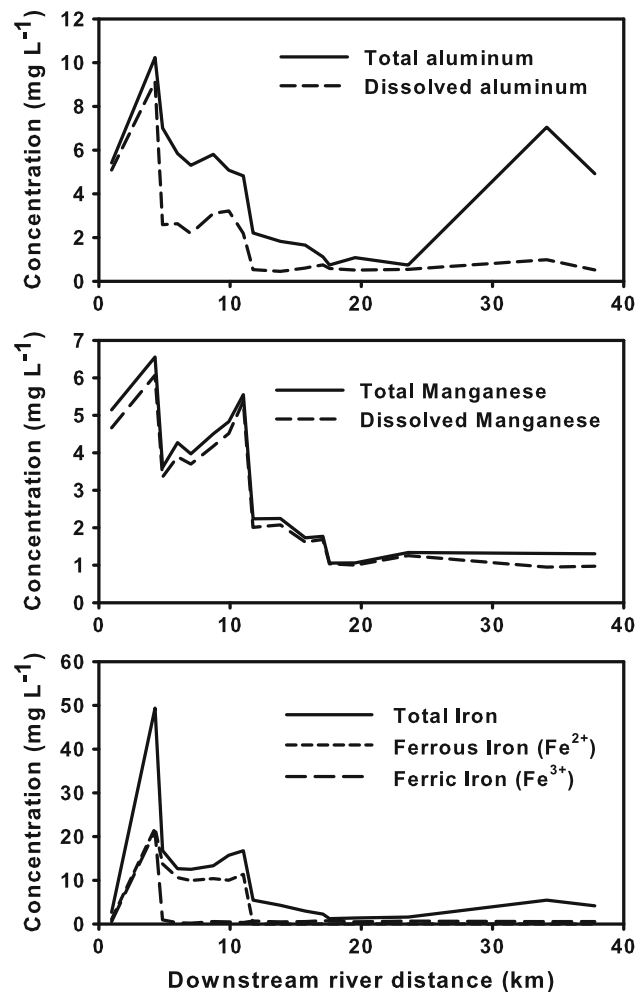 12
10
8
6
4
2
0
Concentration (mg L⁻¹)
Total aluminum
Dissolved aluminum
0 10 20 30 40
7
6
5
4
3
2
1
0
Concentration (mg L⁻¹)
Total Manganese
Dissolved Manganese
0 10 20 30 40
60
50
40
30
20
10
0
Concentration (mg L⁻¹)
Total Iron
Ferrous Iron (Fe²⁺)
Ferric Iron (Fe³⁺)
0 10 20 30 40
Downstream river distance (km)